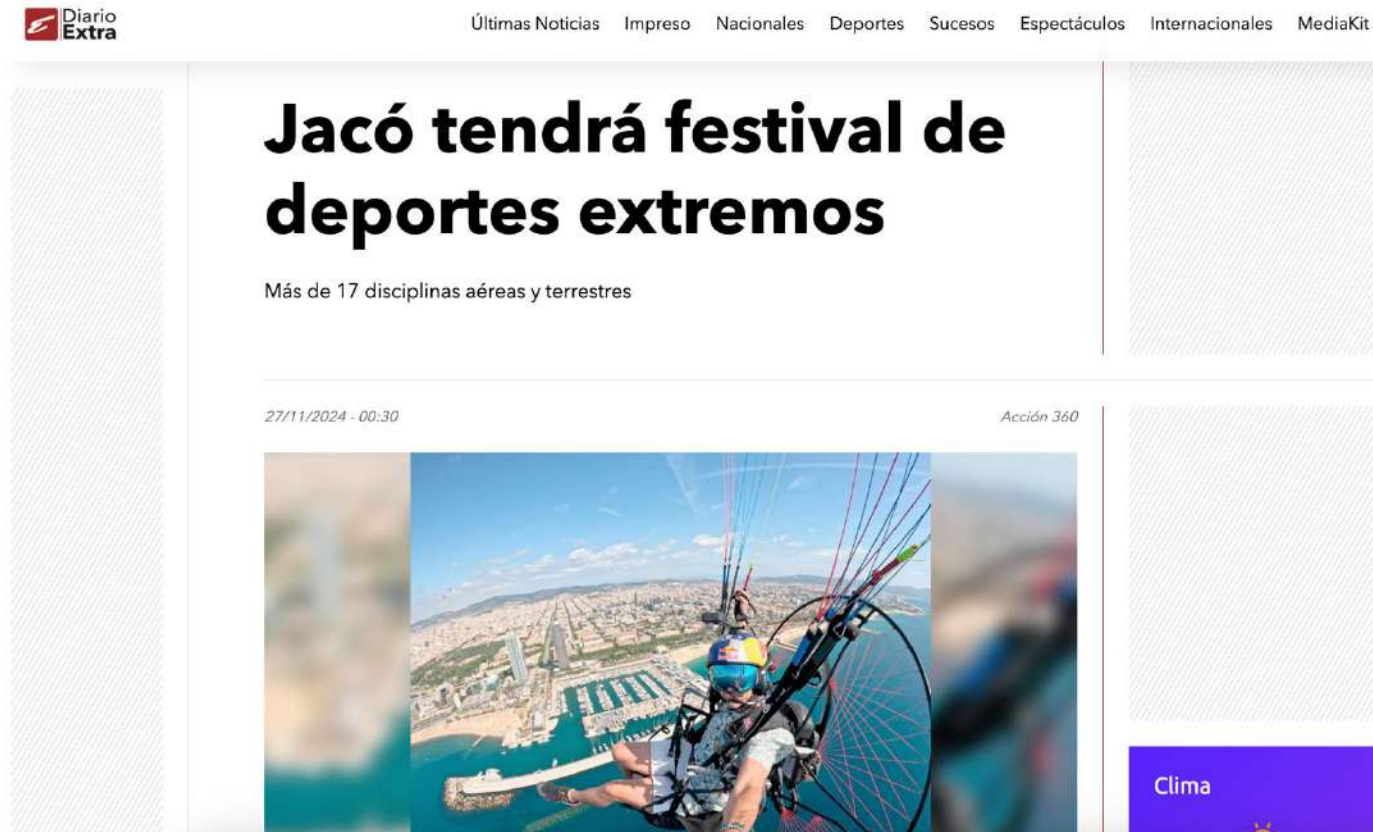 Diario
Extra
Últimas Noticias Impreso Nacionales Deportes Sucesos Espectáculos Internacionales MediaKit
Jacó tendrá festival de
deportes extremos
Más de 17 disciplinas aéreas y terrestres
27/11/2024 - 00:30 Acción 360
Clima